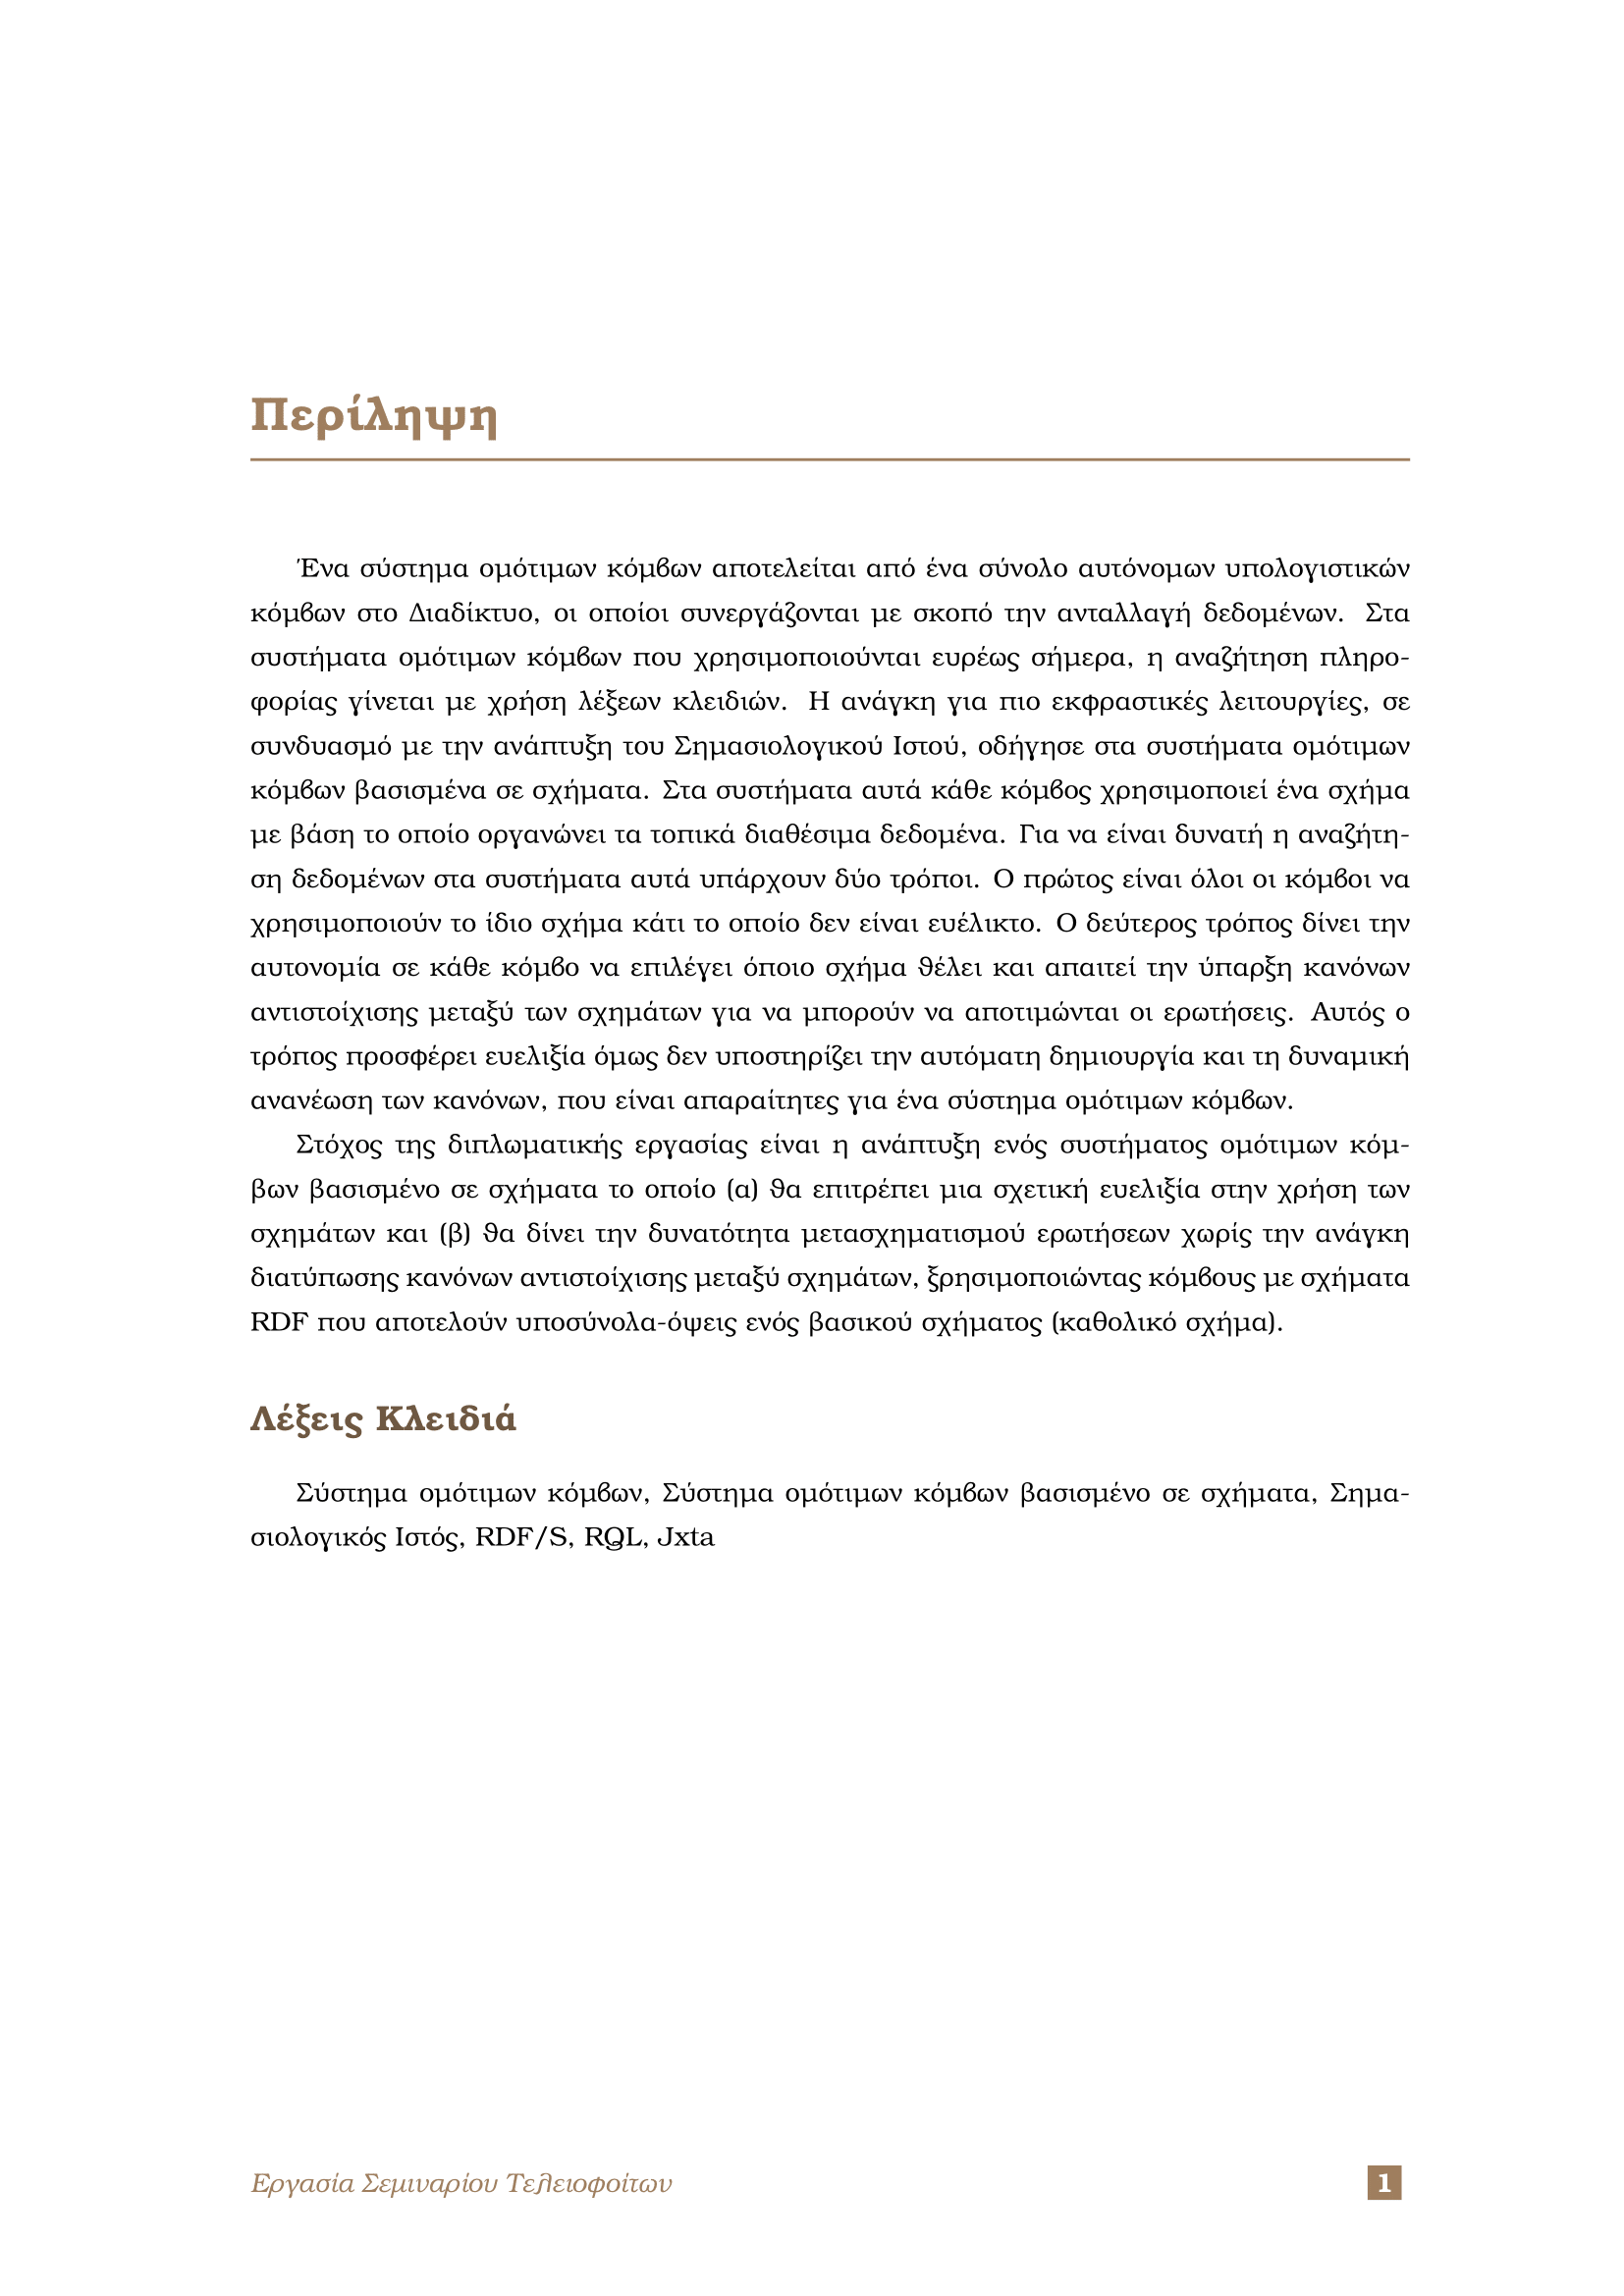 Περίληψη
Ένα σύστημα ομότιμων κόμβων αποτελείται από ένα σύνολο αυτόνομων υπολογιστικών
κόμβων στο Διαδίκτυο, οι οποίοι συνεργάζονται με σκοπό την ανταλλαγή δεδομένων. Στα
συστήματα ομότιμων κόμβων που χρησιμοποιούνται ευρέως σήμερα, η αναζήτηση πληρο-
φορίας γίνεται με χρήση λέξεων κλειδιών. Η ανάγκη για πιο εκφραστικές λειτουργίες, σε
συνδυασμό με την ανάπτυξη του Σημασιολογικού Ιστού, οδήγησε στα συστήματα ομότιμων
κόμβων βασισμένα σε σχήματα. Στα συστήματα αυτά κάθε κόμβος χρησιμοποιεί ένα σχήμα
με βάση το οποίο οργανώνει τα τοπικά διαθέσιμα δεδομένα. Για να είναι δυνατή η αναζήτη-
ση δεδομένων στα συστήματα αυτά υπάρχουν δύο τρόποι. Ο πρώτος είναι όλοι οι κόμβοι να
χρησιμοποιούν το ίδιο σχήμα κάτι το οποίο δεν είναι ευέλικτο. Ο δεύτερος τρόπος δίνει την
αυτονομία σε κάθε κόμβο να επιλέγει όποιο σχήμα θέλει και απαιτεί την ύπαρξη κανόνων
αντιστοίχισης μεταξύ των σχημάτων για να μπορούν να αποτιμώνται οι ερωτήσεις. Αυτός ο
τρόπος προσφέρει ευελιξία όμως δεν υποστηρίζει την αυτόματη δημιουργία και τη δυναμική
ανανέωση των κανόνων, που είναι απαραίτητες για ένα σύστημα ομότιμων κόμβων.
Στόχος της διπλωματικής εργασίας είναι η ανάπτυξη ενός συστήματος ομότιμων κόμ-
βων βασισμένο σε σχήματα το οποίο (α) θα επιτρέπει μια σχετική ευελιξία στην χρήση των
σχημάτων και (β) θα δίνει την δυνατότητα μετασχηματισμού ερωτήσεων χωρίς την ανάγκη
διατύπωσης κανόνων αντιστοίχισης μεταξύ σχημάτων, ξρησιμοποιώντας κόμβους με σχήματα
RDF που αποτελούν υποσύνολα-όψεις ενός βασικού σχήματος (καθολικό σχήμα).
Λέξεις Κλειδιά
Σύστημα ομότιμων κόμβων, Σύστημα ομότιμων κόμβων βασισμένο σε σχήματα, Σημα-
σιολογικός Ιστός, RDF/S, RQL, Jxta
Εργασία Σεμιναρίου Τελειοφοίτων 1